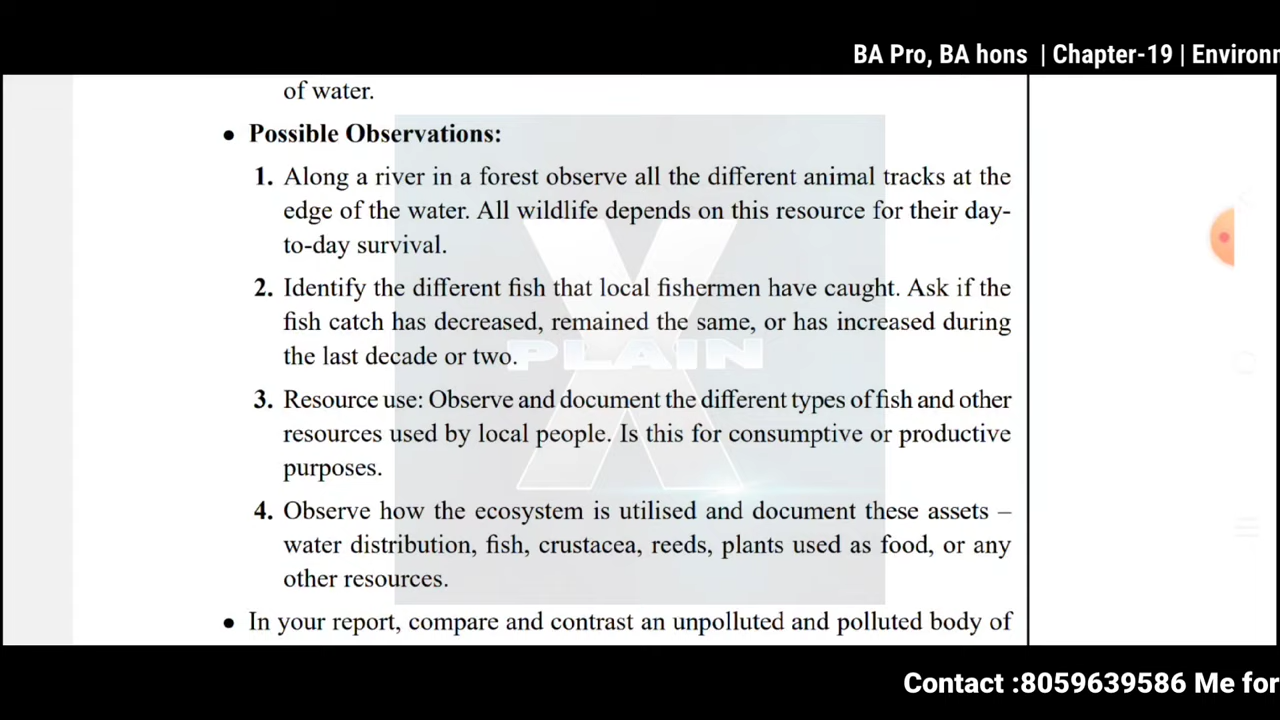 BA Pro, BA hons | Chapter-19 | Environ
of water.
• Possible Observations:
1. Along a river in a forest observe all the different animal tracks at the
edge of the water. All wildlife depends on this resource for their day-
to-day survival.
2. Identify the different fish that local fishermen have caught. Ask if the
fish catch has decreased, remained the same, or has increased during
the last decade or two.
PLAIN
3. Resource use: Observe and document the different types of fish and other
resources used by local people. Is this for consumptive or productive
purposes.
4. Observe how the ecosystem is utilised and document these assets –
water distribution, fish, crustacea, reeds, plants used as food, or any
other resources.
• In your report, compare and contrast an unpolluted and polluted body of
Contact :8059639586 Me for